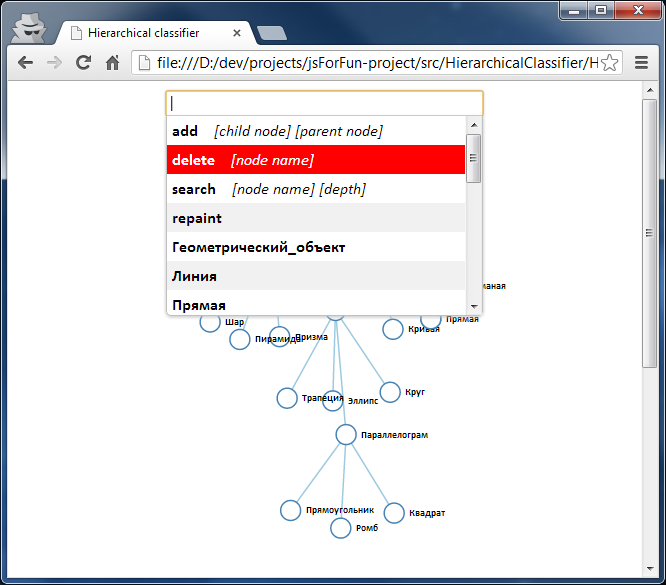 Hierarchical classifier
file:///D:/dev/projects/jsForFun-project/src/HierarchicalClassifier/H
add [child node] [parent node]
delete [node name]
search [node name] [depth]
repaint
Геометрический_объект
Линия
Прямая
маная
Шар
Пирамида
Призма
Кривая
Прямая
Трапеция
Эллипс
Круг
Параллелограм
Прямоугольник
Ромб
Квадрат